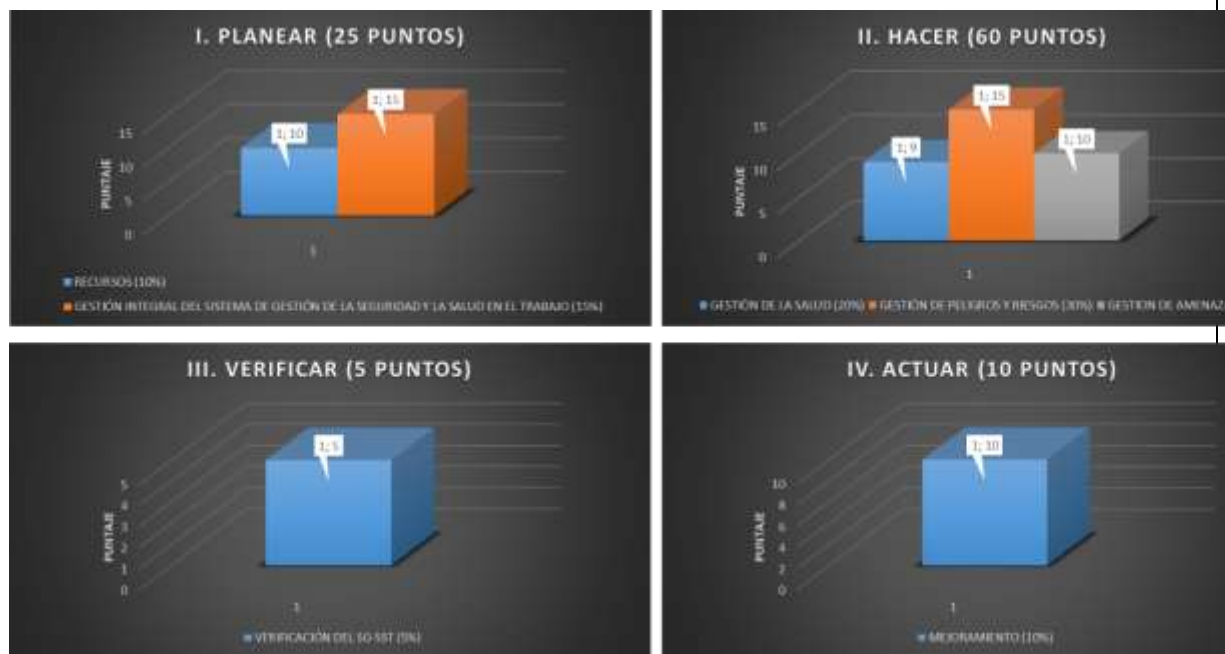 I. PLANEAR (25 PUNTOS)
1; 15
1; 10
15
10
5
0
PUNTAJE
1
RECURSOS (10%)
GESTIÓN INTEGRAL DEL SISTEMA DE GESTIÓN DE LA SEGURIDAD Y LA SALUD EN EL TRABAJO (15%)
II. HACER (60 PUNTOS)
1; 15
1; 9
1; 10
15
10
5
0
PUNTAJE
1
GESTIÓN DE LA SALUD (20%) GESTIÓN DE PELIGROS Y RIESGOS (30%) GESTION DE AMENAZ
III. VERIFICAR (5 PUNTOS)
1; 5
5
4
3
2
1
0
PUNTAJE
1
VERIFICACIÓN DEL SG-SST (5%)
IV. ACTUAR (10 PUNTOS)
1; 10
10
8
6
4
2
0
PUNTAJE
1
MEJORAMIENTO (10%)